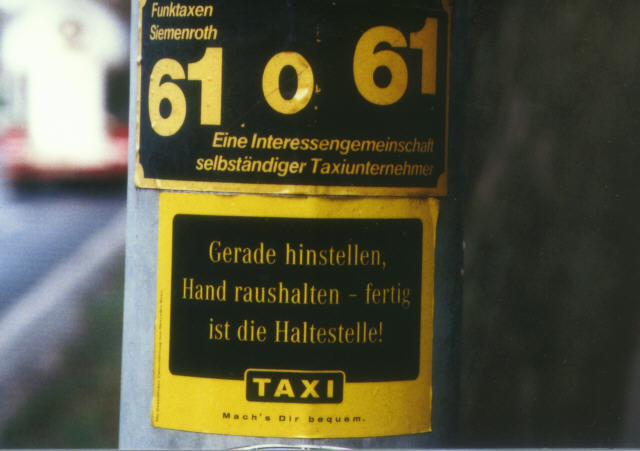 Funktaxen
Siemenroth
61 0 61
Eine Interessengemeinschaft
selbständiger Taxiunternehmer
Gerade hinstellen,
Hand raushalten – fertig
ist die Haltestelle!
TAXI
Mach's Dir bequem.